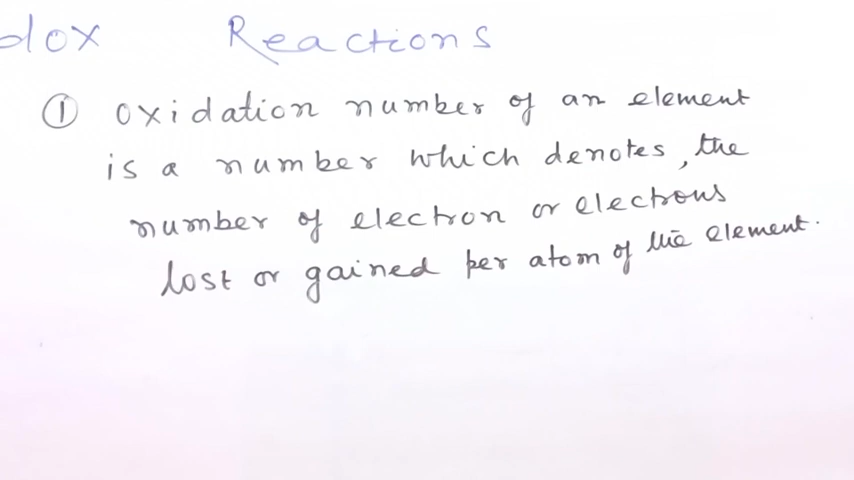 dox Reactions
① oxidation number of an element
is a number which denotes, the
number of electron or electrons
lost or gained per atom of the element.